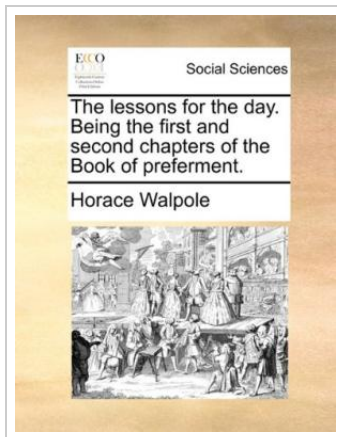 ECCO
Social Sciences
The lessons for the day.
Being the first and
second chapters of the
Book of preferment.
Horace Walpole